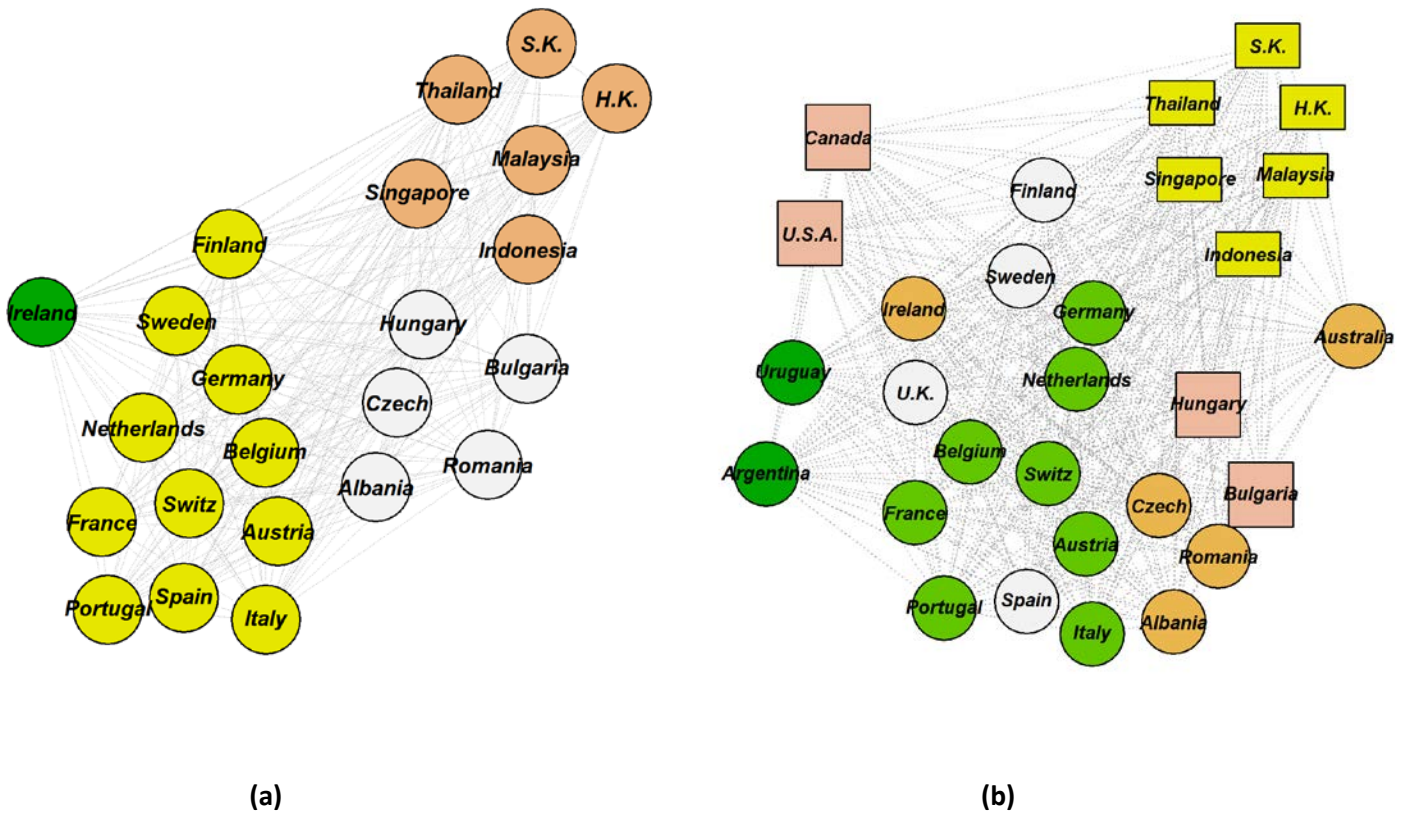 S.K.
Thailand
H.K.
Malaysia
Singapore
Finland
Indonesia
Ireland
Sweden
Hungary
Bulgaria
Germany
Czech
Netherlands
Belgium
Romania
Albania
Switz
France
Austria
Portugal
Spain
Italy
(a)
S.K.
Thailand
H.K.
Canada
Malaysia
Singapore
Finland
U.S.A.
Indonesia
Sweden
Ireland
Germany
Australia
Uruguay
Netherlands
U.K.
Hungary
Belgium
Argentina
Switz
Bulgaria
Czech
France
Austria
Romania
Spain
Portugal
Albania
Italy
(b)